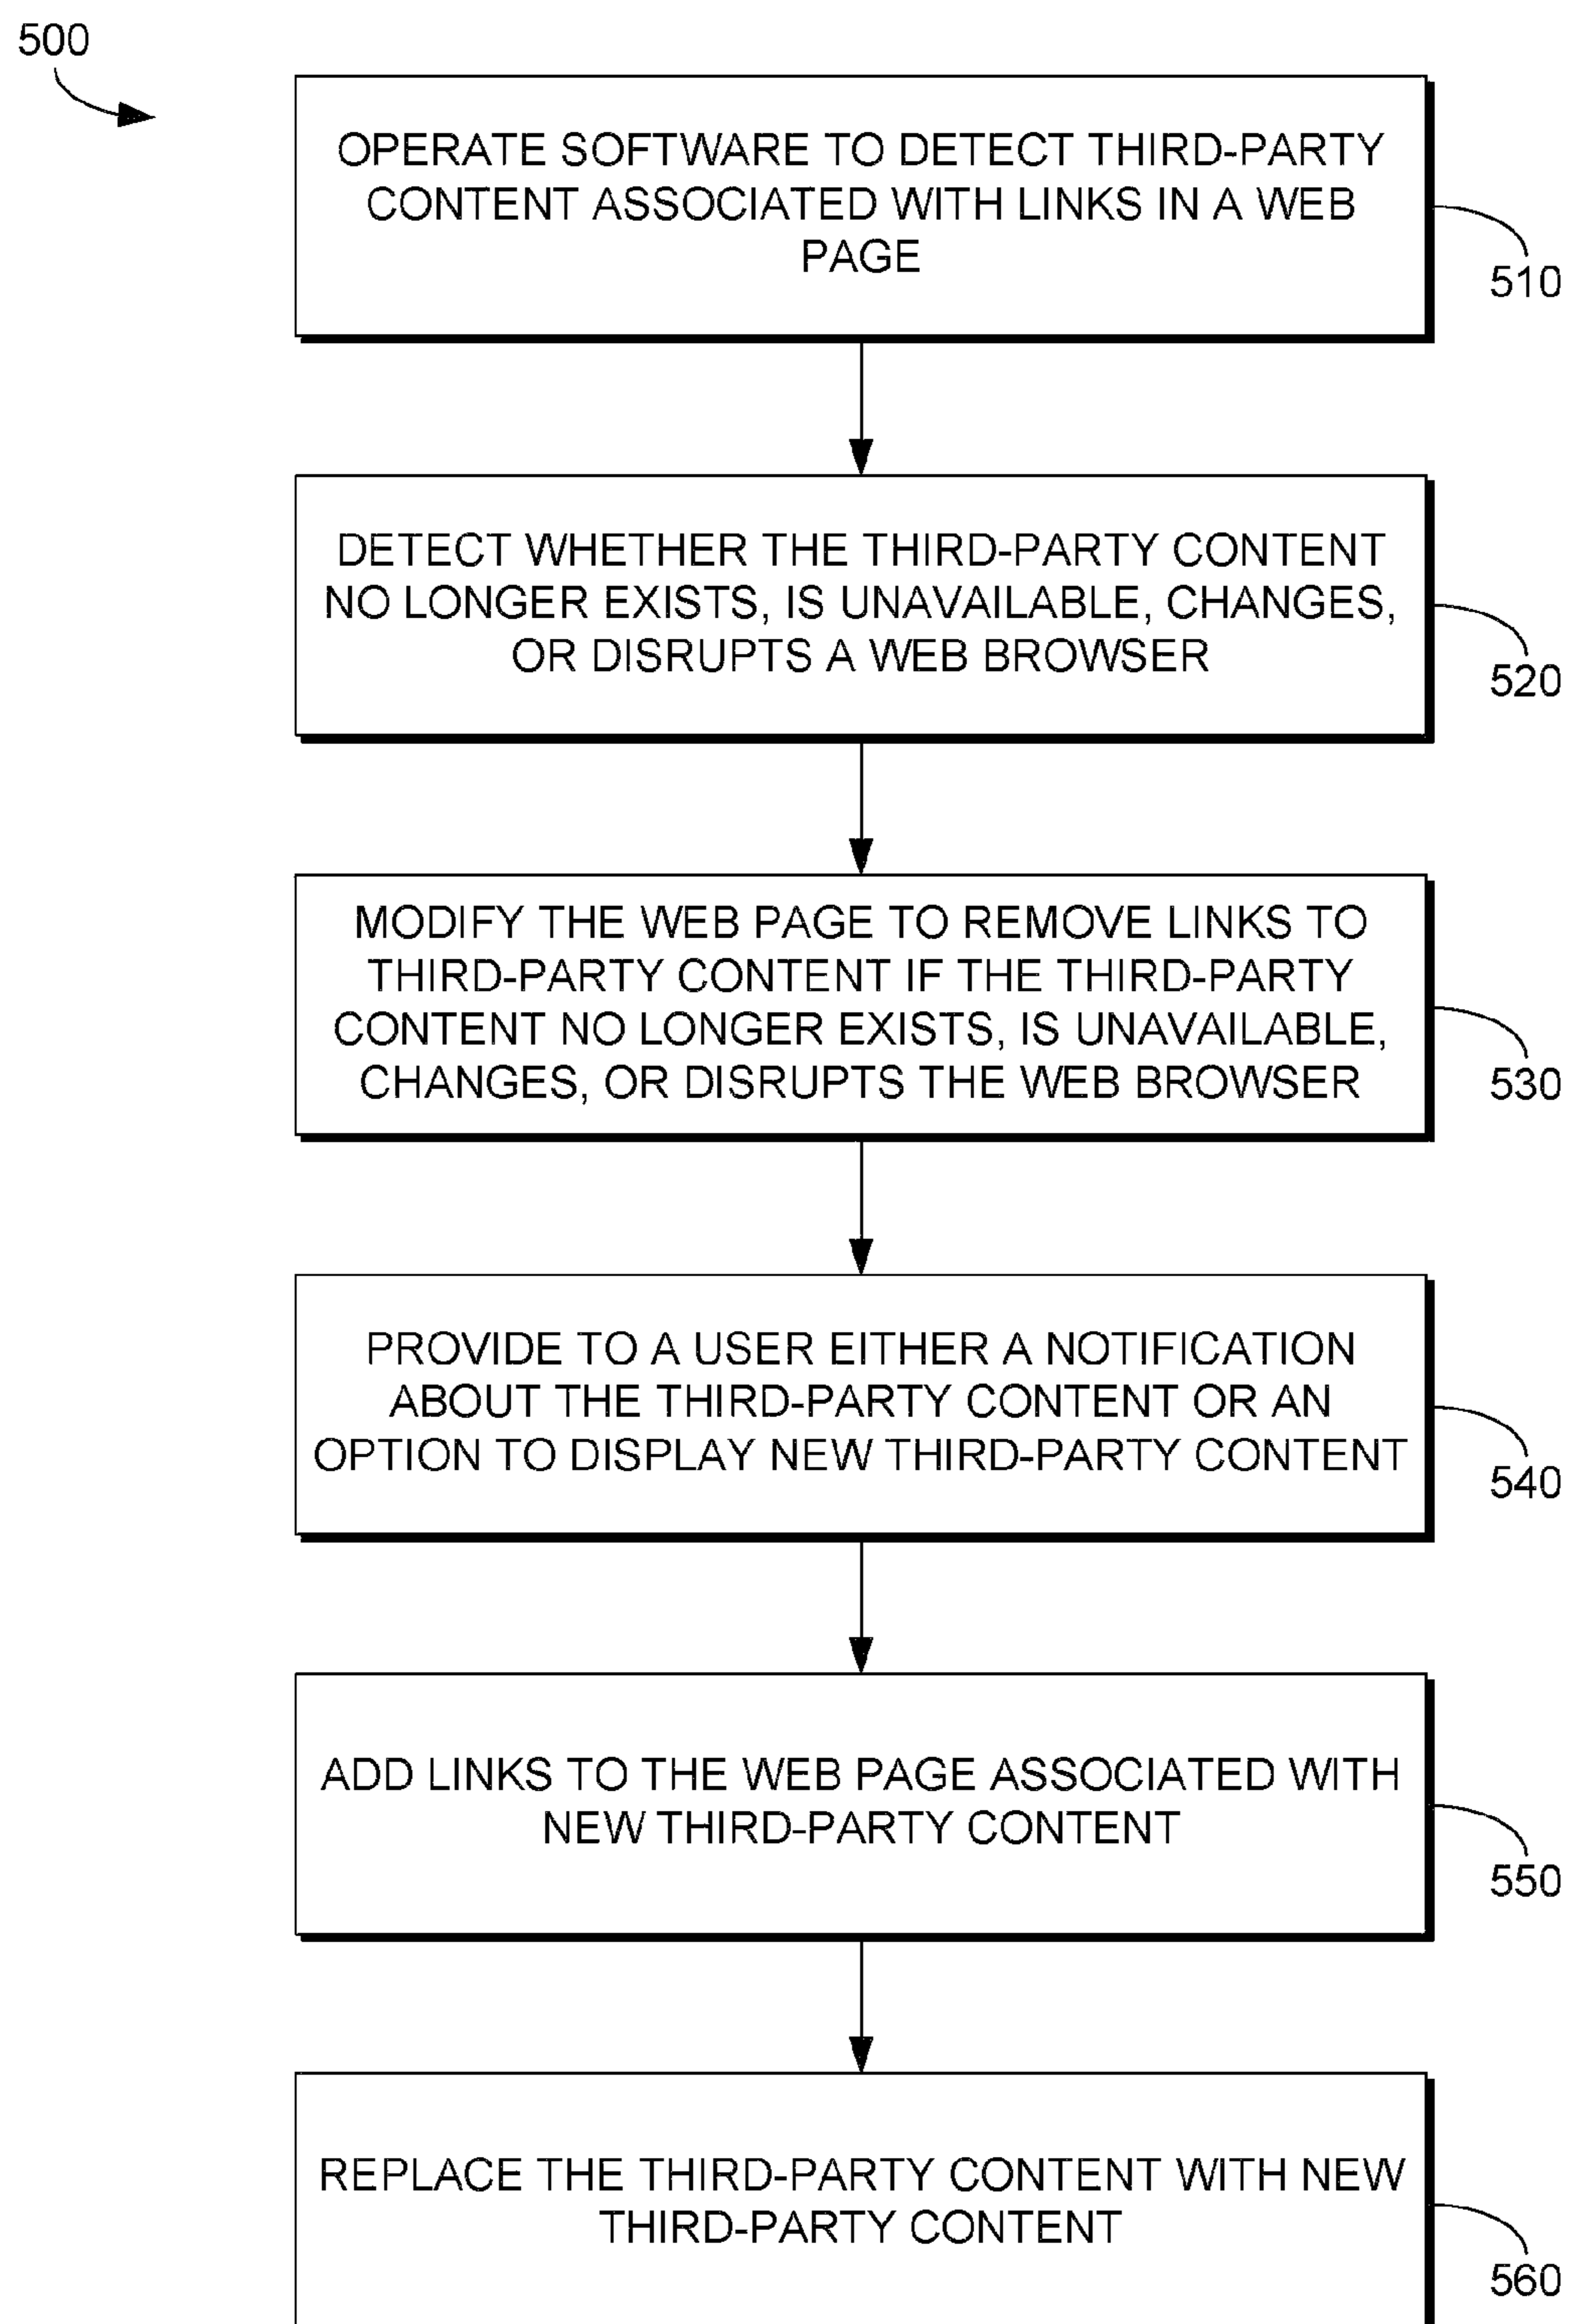 500
OPERATE SOFTWARE TO DETECT THIRD-PARTY
CONTENT ASSOCIATED WITH LINKS IN A WEB
PAGE
510
DETECT WHETHER THE THIRD-PARTY CONTENT
NO LONGER EXISTS, IS UNAVAILABLE, CHANGES,
OR DISRUPTS A WEB BROWSER
520
MODIFY THE WEB PAGE TO REMOVE LINKS TO
THIRD-PARTY CONTENT IF THE THIRD-PARTY
CONTENT NO LONGER EXISTS, IS UNAVAILABLE,
CHANGES, OR DISRUPTS THE WEB BROWSER
530
PROVIDE TO A USER EITHER A NOTIFICATION
ABOUT THE THIRD-PARTY CONTENT OR AN
OPTION TO DISPLAY NEW THIRD-PARTY CONTENT
540
ADD LINKS TO THE WEB PAGE ASSOCIATED WITH
NEW THIRD-PARTY CONTENT
550
REPLACE THE THIRD-PARTY CONTENT WITH NEW
THIRD-PARTY CONTENT
560